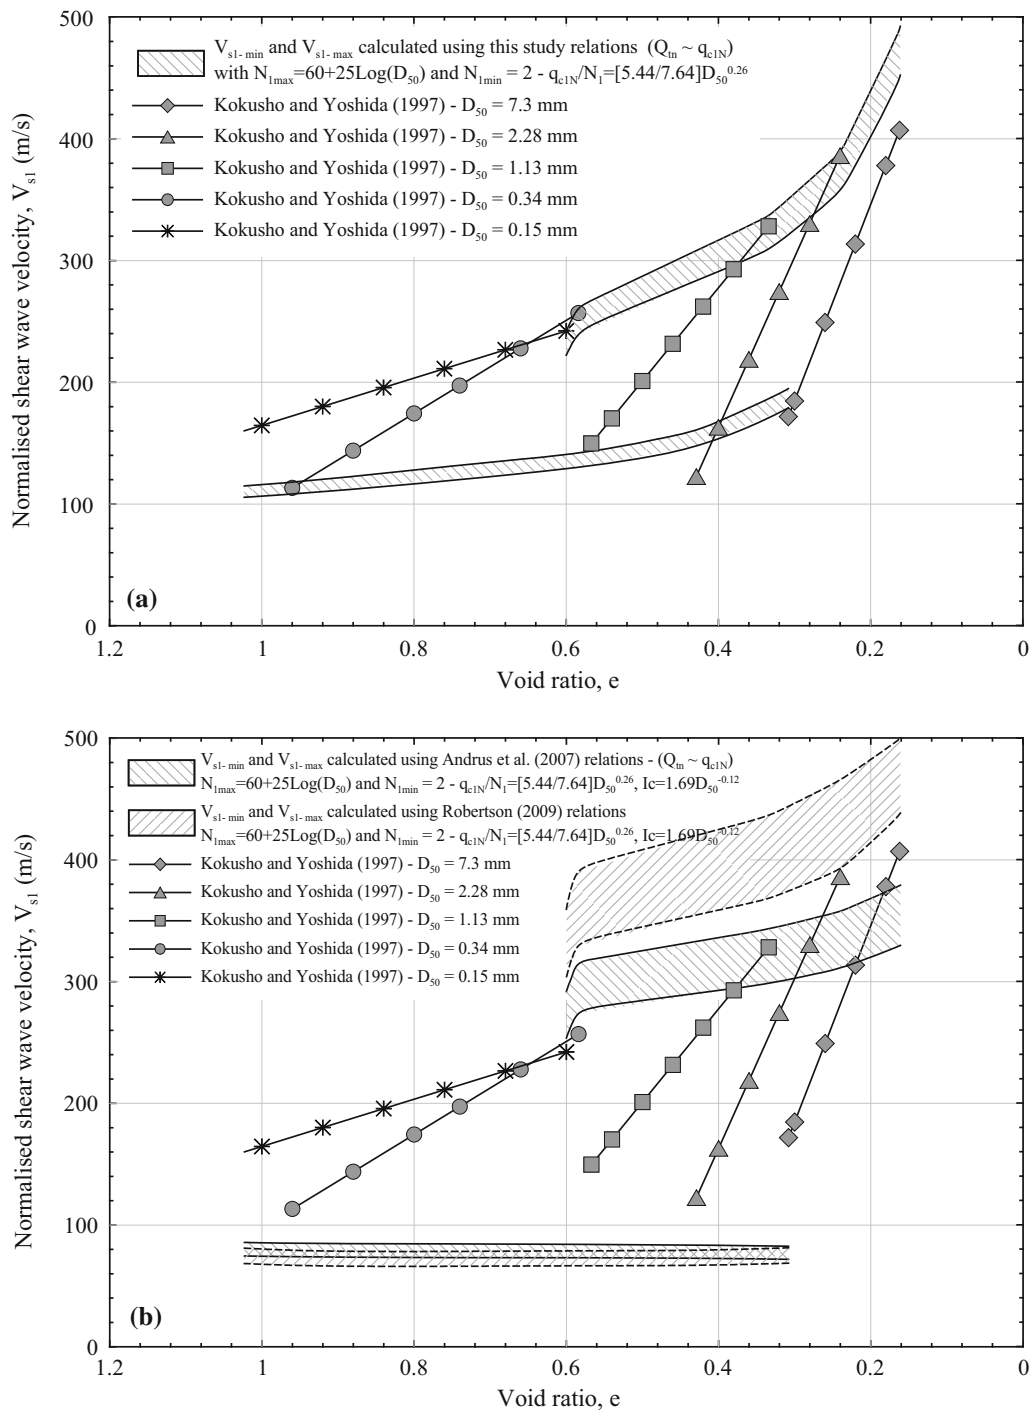 500
400
300
200
100
0
Normalised shear wave velocity, Vs1 (m/s)
Vs1- min and Vs1- max calculated using this study relations (Qtn ~ qc1N)
with N1max=60+25Log(D50) and N1min = 2 - qc1N/N1=[5.44/7.64]D50^0.26
Kokusho and Yoshida (1997) - D50 = 7.3 mm
Kokusho and Yoshida (1997) - D50 = 2.28 mm
Kokusho and Yoshida (1997) - D50 = 1.13 mm
Kokusho and Yoshida (1997) - D50 = 0.34 mm
Kokusho and Yoshida (1997) - D50 = 0.15 mm
(a)
1.2 1 0.8 0.6 0.4 0.2 0
Void ratio, e
500
400
300
200
100
0
Normalised shear wave velocity, Vs1 (m/s)
Vs1- min and Vs1- max calculated using Andrus et al. (2007) relations - (Qtn ~ qc1N)
N1max=60+25Log(D50) and N1min = 2 - qc1N/N1=[5.44/7.64]D50^0.26, Ic=1.69D50^-0.12
Vs1- min and Vs1- max calculated using Robertson (2009) relations
N1max=60+25Log(D50) and N1min = 2 - qc1N/N1=[5.44/7.64]D50^0.26, Ic=1.69D50^-0.12
Kokusho and Yoshida (1997) - D50 = 7.3 mm
Kokusho and Yoshida (1997) - D50 = 2.28 mm
Kokusho and Yoshida (1997) - D50 = 1.13 mm
Kokusho and Yoshida (1997) - D50 = 0.34 mm
Kokusho and Yoshida (1997) - D50 = 0.15 mm
(b)
1.2 1 0.8 0.6 0.4 0.2 0
Void ratio, e